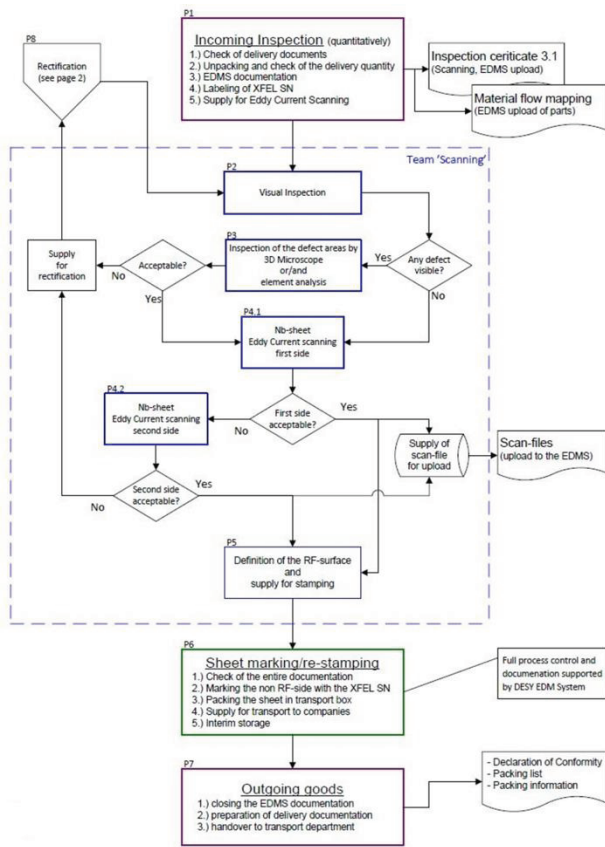 P1
Incoming Inspection (quantitatively)
1.) Check of delivery documents
2.) Unpacking and check of the delivery quantity
3.) EDMS documentation
4.) Labeling of XFEL SN
5.) Supply for Eddy Current Scanning
P8
Rectification
(see page 2)
Inspection ceriticate 3.1
(Scanning, EDMS upload)
Material flow mapping
(EDMS upload of parts)
Team 'Scanning'
P2
Visual Inspection
P3
Inspection of the defect areas by
3D Microscope
or/and
element analysis
Any defect
visible?
Yes
No
Acceptable?
No
Yes
Supply
for
rectification
P4.1
Nb-sheet
Eddy Current scanning
first side
P4.2
Nb-sheet
Eddy Current scanning
second side
First side
acceptable?
Yes
No
Supply of
scan-file
for upload
Scan-files
(upload to the EDMS)
Second side
acceptable?
No
Yes
P5
Definition of the RF-surface
and
supply for stamping
P6
Sheet marking/re-stamping
1.) Check of the entire documentation
2.) Marking the non RF-side with the XFEL SN
3.) Packing the sheet in transport box
4.) Supply for transport to companies
5.) Interim storage
Full process control and
documenation supported
by DESY EDM System
P7
Outgoing goods
1.) closing the EDMS documentation
2.) preparation of delivery documentation
3.) handover to transport department
- Declaration of Conformity
- Packing list
- Packing information